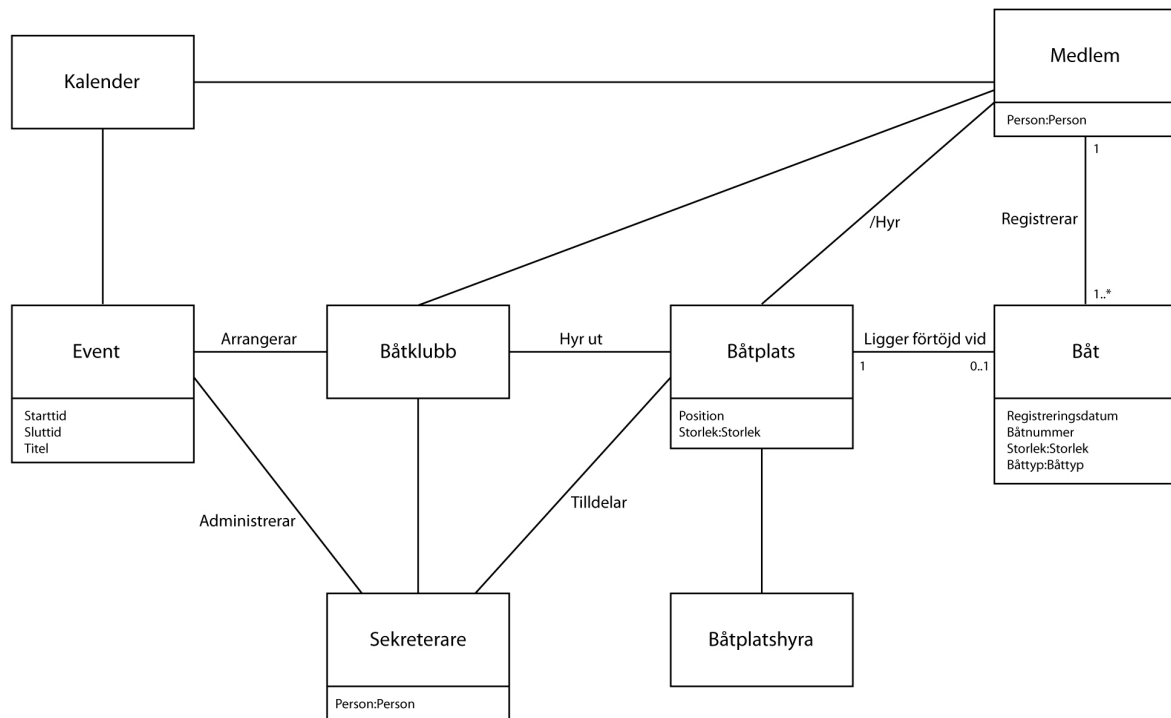 Kalender
Medlem
Person:Person
1
Registrerar
/Hyr
1..*
Event
Starttid
Sluttid
Titel
Arrangerar
Båtklubb
Hyr ut
Båtplats
Position
Storlek:Storlek
Ligger förtöjd vid
1
0..1
Båt
Registreringsdatum
Båtnummer
Storlek:Storlek
Båttyp:Båttyp
Administrerar
Tilldelar
Sekreterare
Person:Person
Båtplatshyra